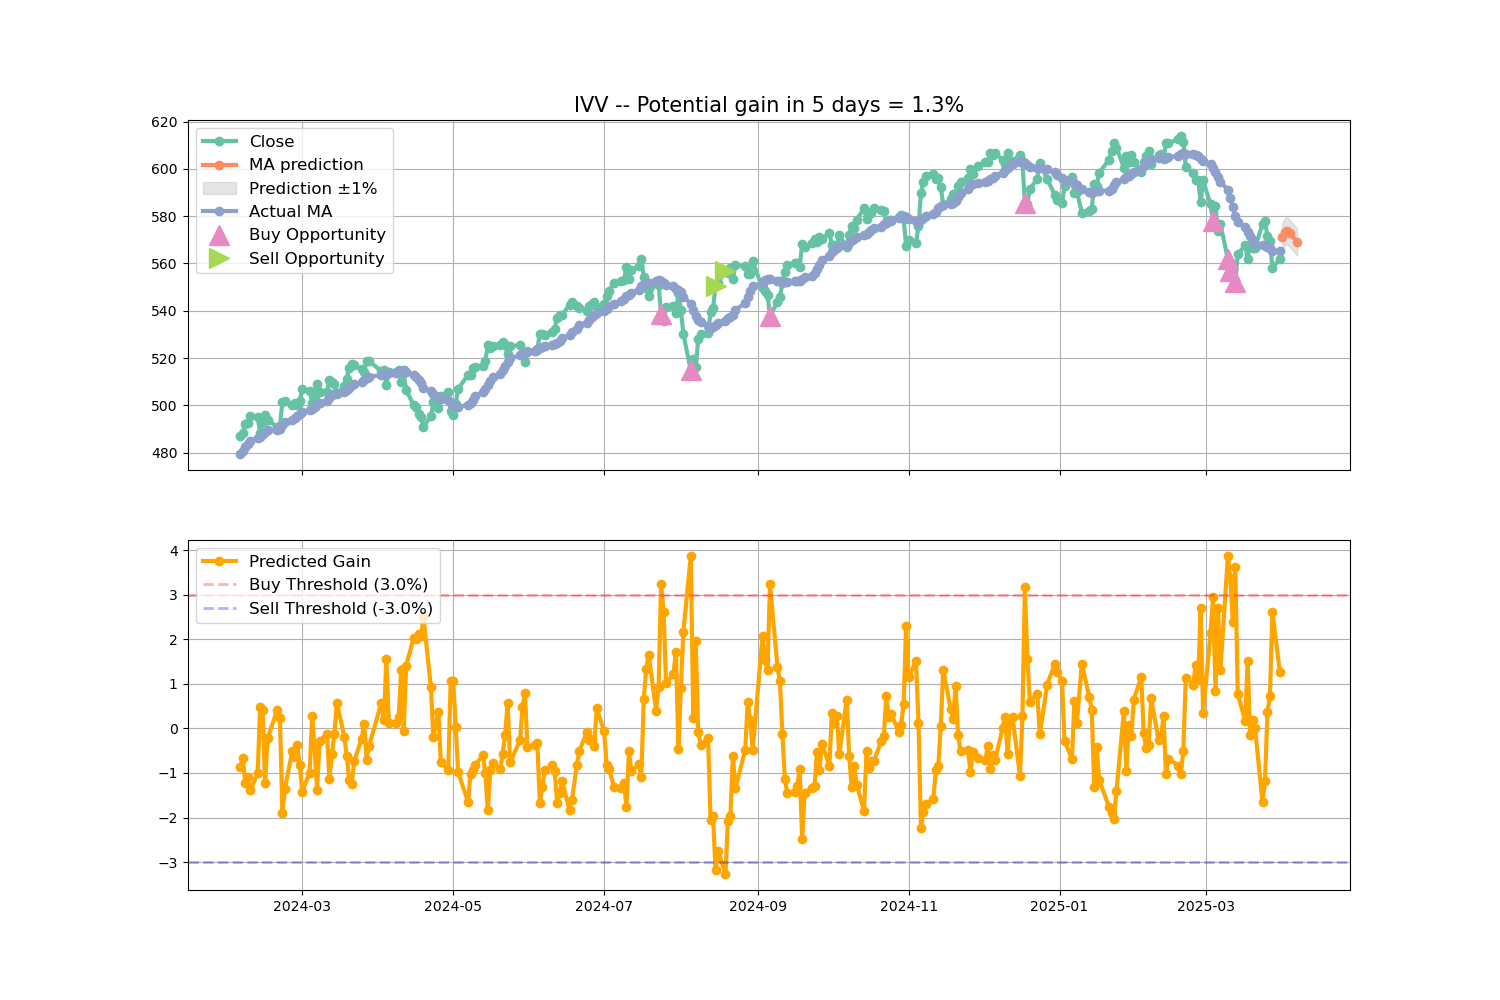 IVV -- Potential gain in 5 days = 1.3%
620
600
580
560
540
520
500
480
Close
MA prediction
Prediction ±1%
Actual MA
Buy Opportunity
Sell Opportunity
4
3
2
1
0
−1
−2
−3
Predicted Gain
Buy Threshold (3.0%)
Sell Threshold (-3.0%)
2024-03
2024-05
2024-07
2024-09
2024-11
2025-01
2025-03